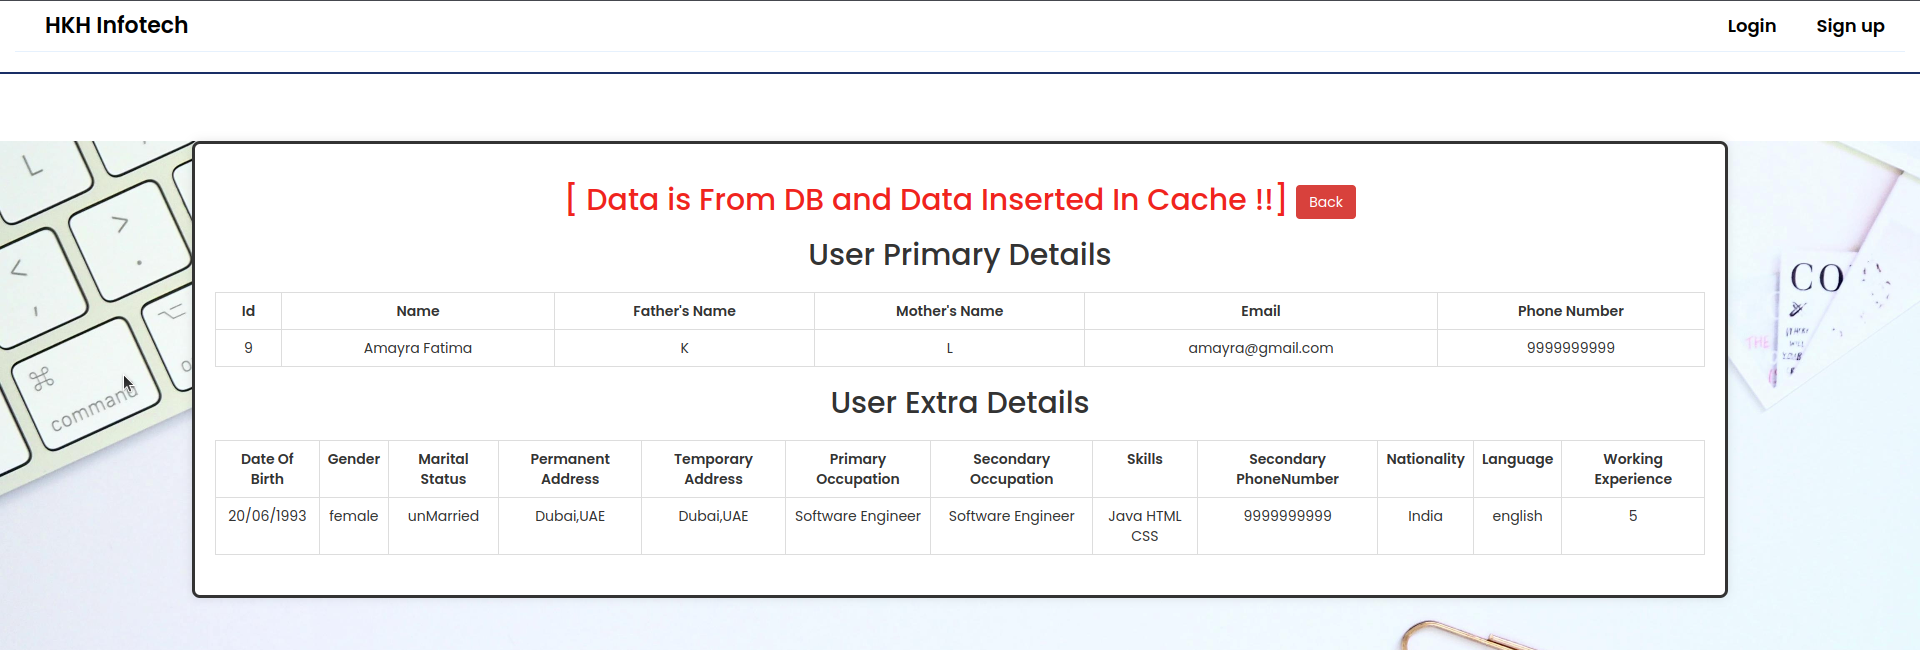 HKH Infotech
Login
Sign up
[ Data is From DB and Data Inserted In Cache !!] Back
User Primary Details
Id Name Father's Name Mother's Name Email Phone Number
9 Amayra Fatima K L amayra@gmail.com 9999999999
User Extra Details
Date Of Birth Gender Marital Status Permanent Address Temporary Address Primary Occupation Secondary Occupation Skills Secondary PhoneNumber Nationality Language Working Experience
20/06/1993 female unMarried Dubai,UAE Dubai,UAE Software Engineer Software Engineer Java HTML CSS 9999999999 India english 5
L
>
.
<
,
command
CO
THE